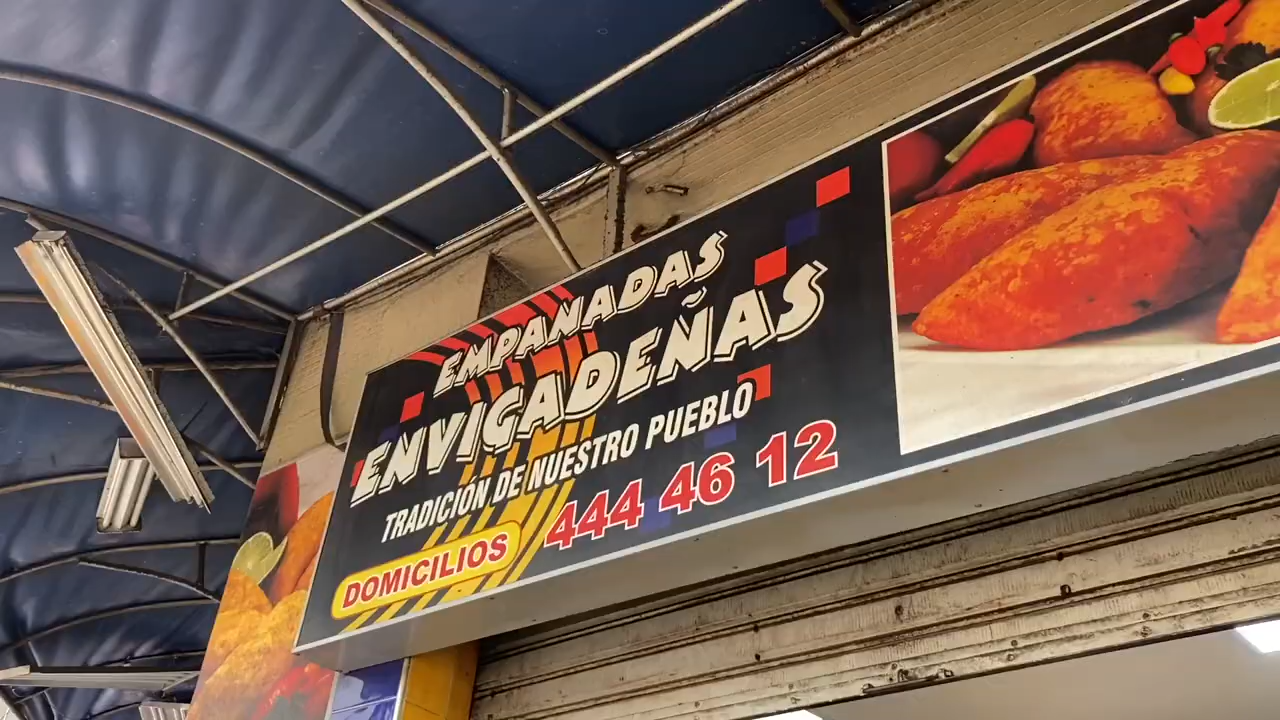 EMPANADAS
ENVIGADEÑAS
TRADICIÓN DE NUESTRO PUEBLO
DOMICILIOS 444 46 12